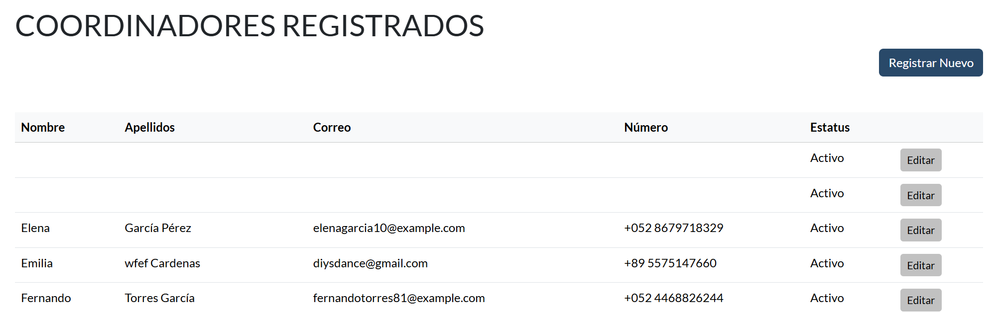 COORDINADORES REGISTRADOS
Registrar Nuevo
Nombre Apellidos Correo Número Estatus
Activo Editar
Activo Editar
Elena García Pérez elenagarcia10@example.com +052 8679718329 Activo Editar
Emilia wfef Cardenas diysdance@gmail.com +89 5575147660 Activo Editar
Fernando Torres García fernandotorres81@example.com +052 4468826244 Activo Editar